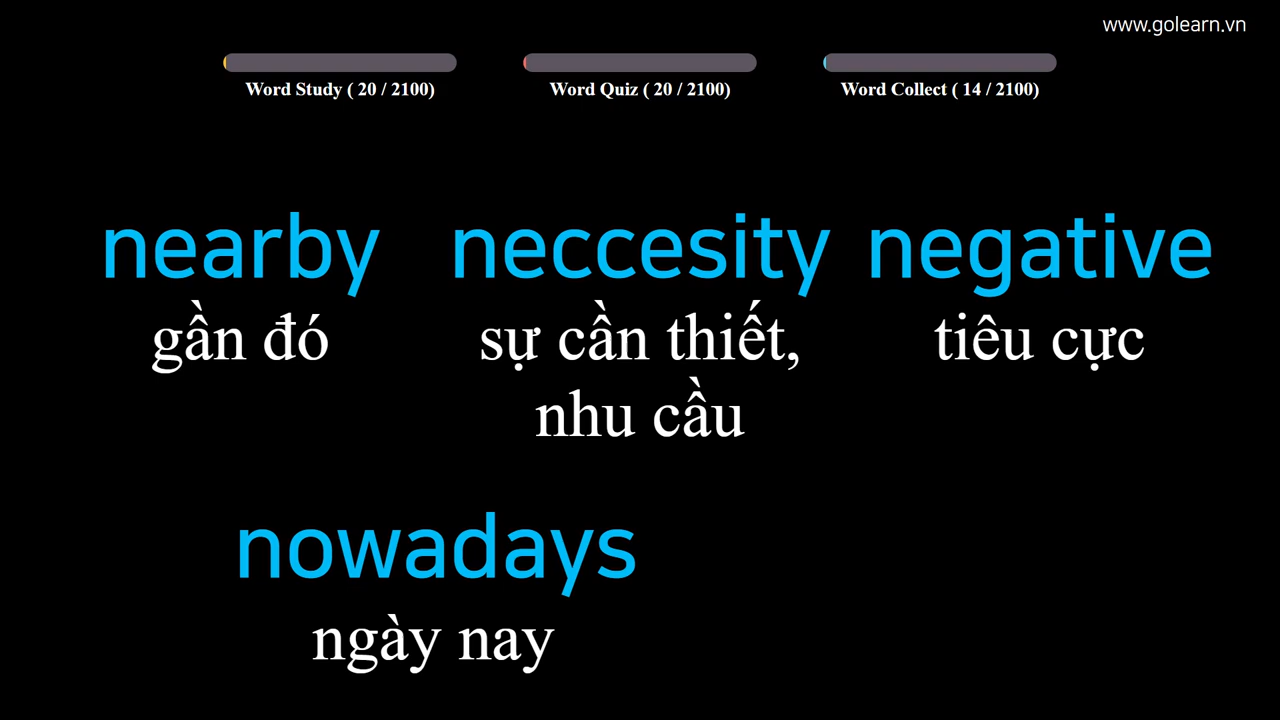 www.golearn.vn
Word Study ( 20 / 2100)
Word Quiz ( 20 / 2100)
Word Collect ( 14 / 2100)
nearby
gần đó
neccesity
sự cần thiết,
nhu cầu
negative
tiêu cực
nowadays
ngày nay